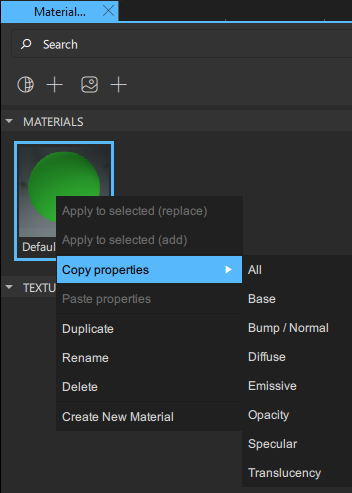 Material...
Search
MATERIALS
Defaul
TEXTU
Apply to selected (replace)
Apply to selected (add)
Copy properties
Paste properties
Duplicate
Rename
Delete
Create New Material
All
Base
Bump / Normal
Diffuse
Emissive
Opacity
Specular
Translucency